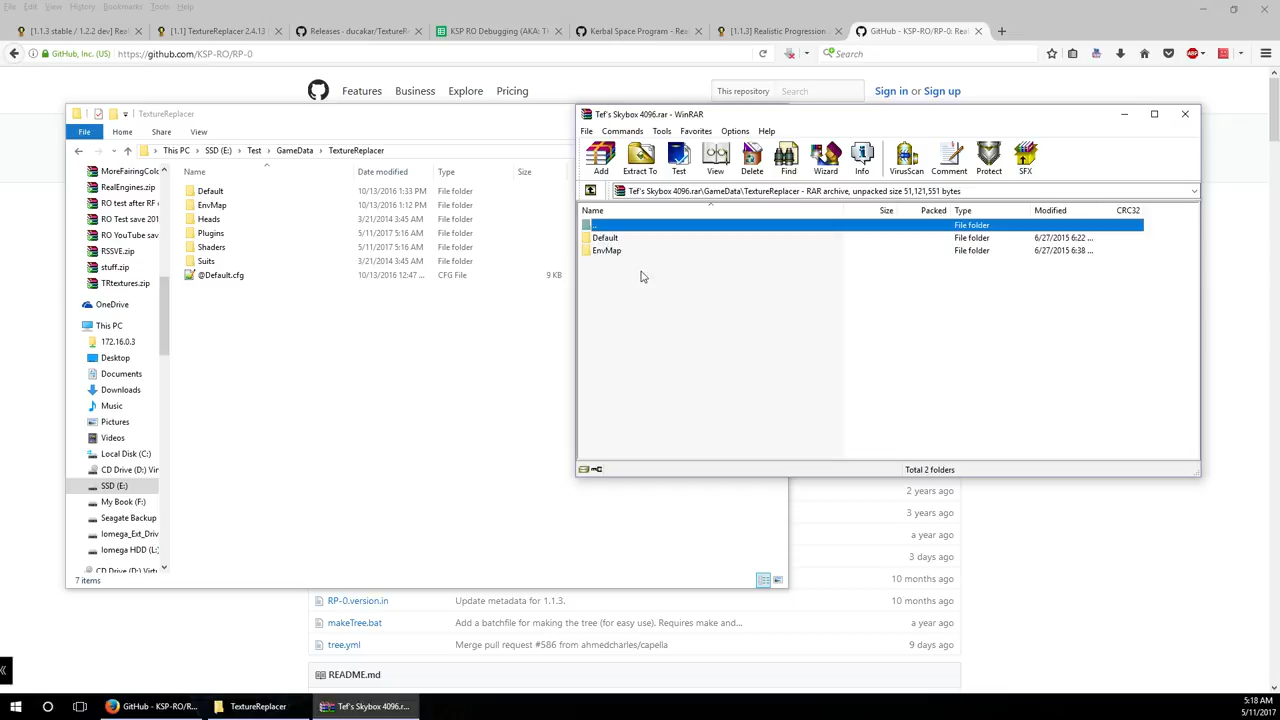 File Edit View History Bookmarks Tools Help
[1.1.3 stable / 1.2.2 dev] Rea
[1.1] TextureReplacer 2.4.13
Releases - ducakar/TextureR
KSP RO Debugging (AKA: T
Kerbal Space Program - Rea
[1.1.3] Realistic Progression
GitHub - KSP-RO/RP-0: Real
GitHub, Inc. (US)
https://github.com/KSP-RO/RP-0
Search
ABP
Features
Business
Explore
Pricing
This repository
Search
Sign in or Sign up
TextureReplacer
File
Home
Share
View
This PC > SSD (E:) > Test > GameData > TextureReplacer
Name
Date modified
Type
Size
MoreFairingColo
RealEngines.zip
RO test after RF
RO Test save 201
RO YouTube sav
RSSVE.zip
stuff.zip
TRtextures.zip
OneDrive
This PC
172.16.0.3
Desktop
Documents
Downloads
Music
Pictures
Videos
Local Disk (C:)
CD Drive (D:) Vir
SSD (E:)
My Book (F:)
Seagate Backup
Iomega_Ext_Driv
Iomega HDD (L:)
CD Drive (D:) Virtu
Default 10/13/2016 1:33 PM File folder
EnvMap 10/13/2016 1:12 PM File folder
Heads 3/21/2014 3:45 AM File folder
Plugins 5/11/2017 5:16 AM File folder
Shaders 5/11/2017 5:16 AM File folder
Suits 3/21/2014 3:45 AM File folder
@Default.cfg 10/13/2016 12:47 ... CFG File 9 KB
7 items
Tef's Skybox 4096.rar - WinRAR
File Commands Tools Favorites Options Help
Add
Extract To
Test
View
Delete
Find
Wizard
Info
VirusScan
Comment
Protect
SFX
Tef's Skybox 4096.rar\GameData\TextureReplacer - RAR archive, unpacked size 51,121,551 bytes
Name Size Packed Type Modified CRC32
.. File folder
Default File folder 6/27/2015 6:22 ...
EnvMap File folder 6/27/2015 6:38 ...
Total 2 folders
2 years ago
3 years ago
a year ago
3 days ago
10 months ago
RP-0.version.in Update metadata for 1.1.3. 10 months ago
makeTree.bat Add a batchfile for making the tree (for easy use). Requires make and... a year ago
tree.yml Merge pull request #586 from ahmedcharles/capella 9 days ago
README.md
GitHub - KSP-RO/R...
TextureReplacer
Tef's Skybox 4096.r...
5:18 AM
5/11/2017